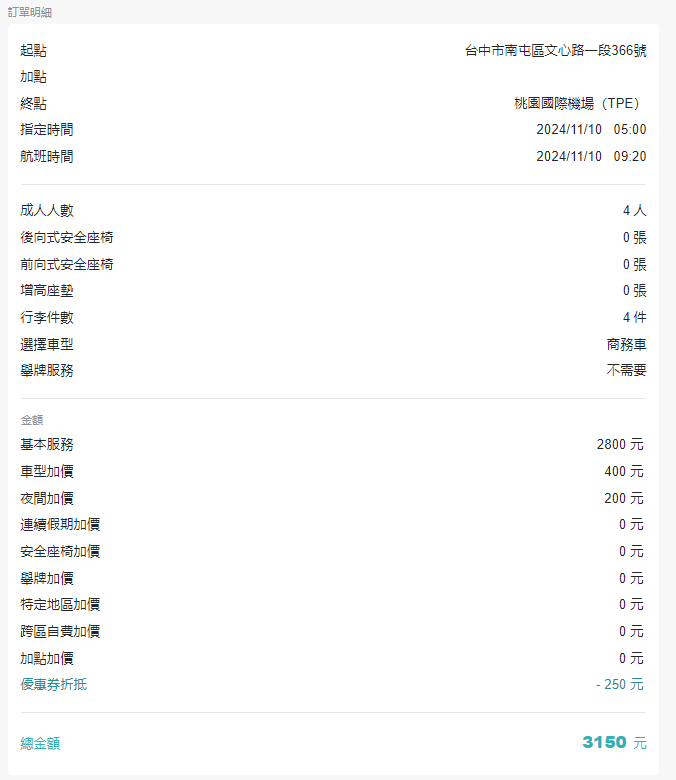 訂單明細
起點 台中市南屯區文心路一段366號
加點
終點 桃園國際機場（TPE）
指定時間 2024/11/10 05:00
航班時間 2024/11/10 09:20
成人人數 4 人
後向式安全座椅 0 張
前向式安全座椅 0 張
增高座墊 0 張
行李件數 4 件
選擇車型 商務車
舉牌服務 不需要
金額
基本服務 2800 元
車型加價 400 元
夜間加價 200 元
連續假期加價 0 元
安全座椅加價 0 元
舉牌加價 0 元
特定地區加價 0 元
跨區自費加價 0 元
加點加價 0 元
優惠券折抵 - 250 元
總金額 3150 元